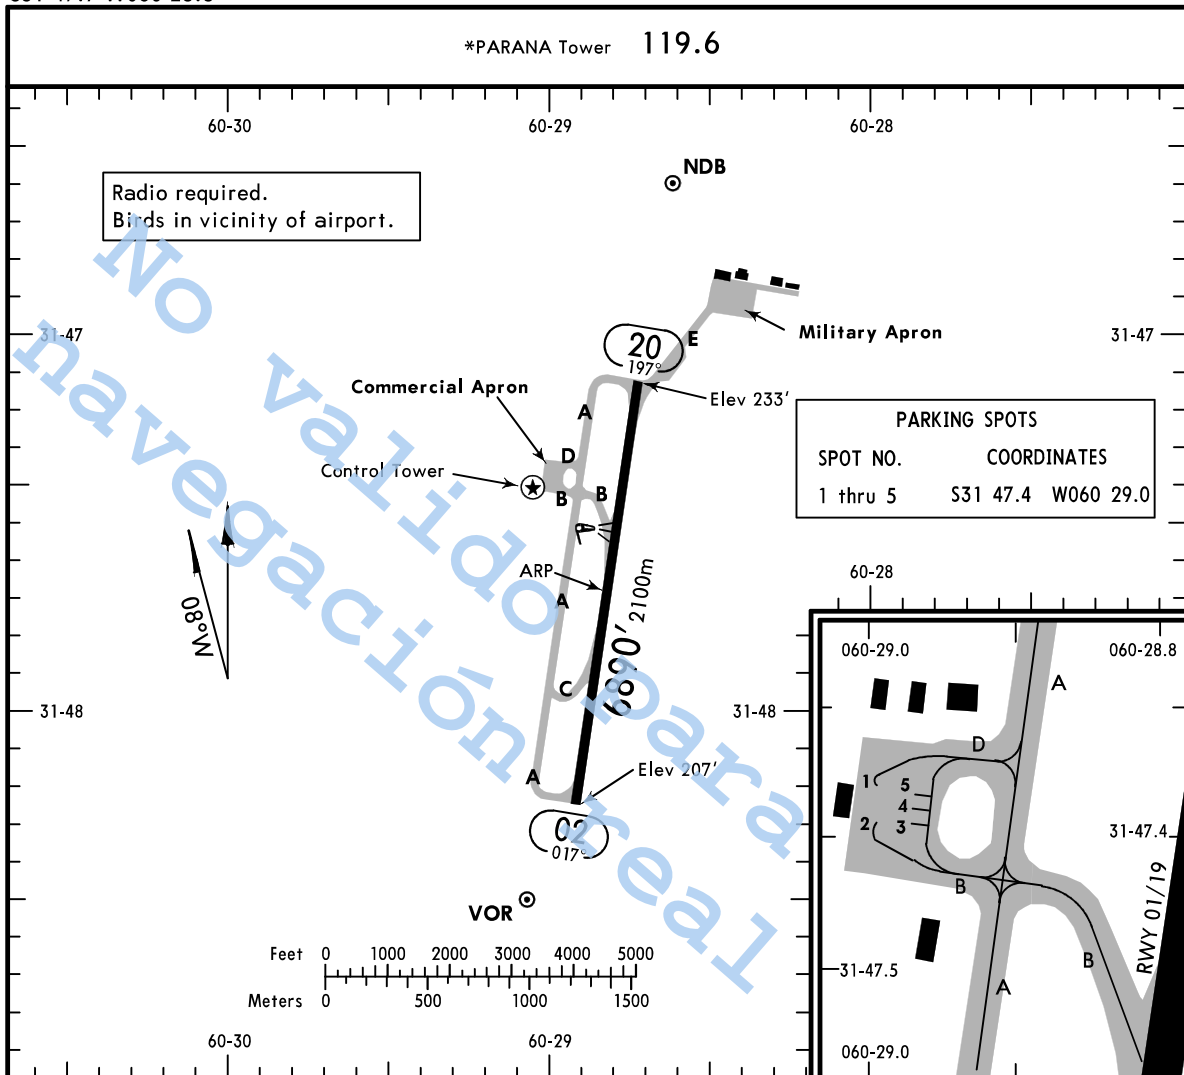 *PARANA Tower 119.6
60-30 60-29 60-28
NDB
Radio required.
Birds in vicinity of airport.
31-47 31-47
Military Apron
E
20
197°
Commercial Apron
Elev 233'
A
PARKING SPOTS
SPOT NO. COORDINATES
1 thru 5 S31 47.4 W060 29.0
D
Control Tower
B B
ARP
A
08°W
6890' 2100m
C
31-48 31-48
A
Elev 207'
02
017°
VOR
Feet 0 1000 2000 3000 4000 5000
Meters 0 500 1000 1500
60-30 60-29
60-28
060-29.0 060-28.8
A
D
1 5
4
2 3
31-47.4
B
RWY 01/19
B
31-47.5
A
060-29.0
No valido para
navegación real